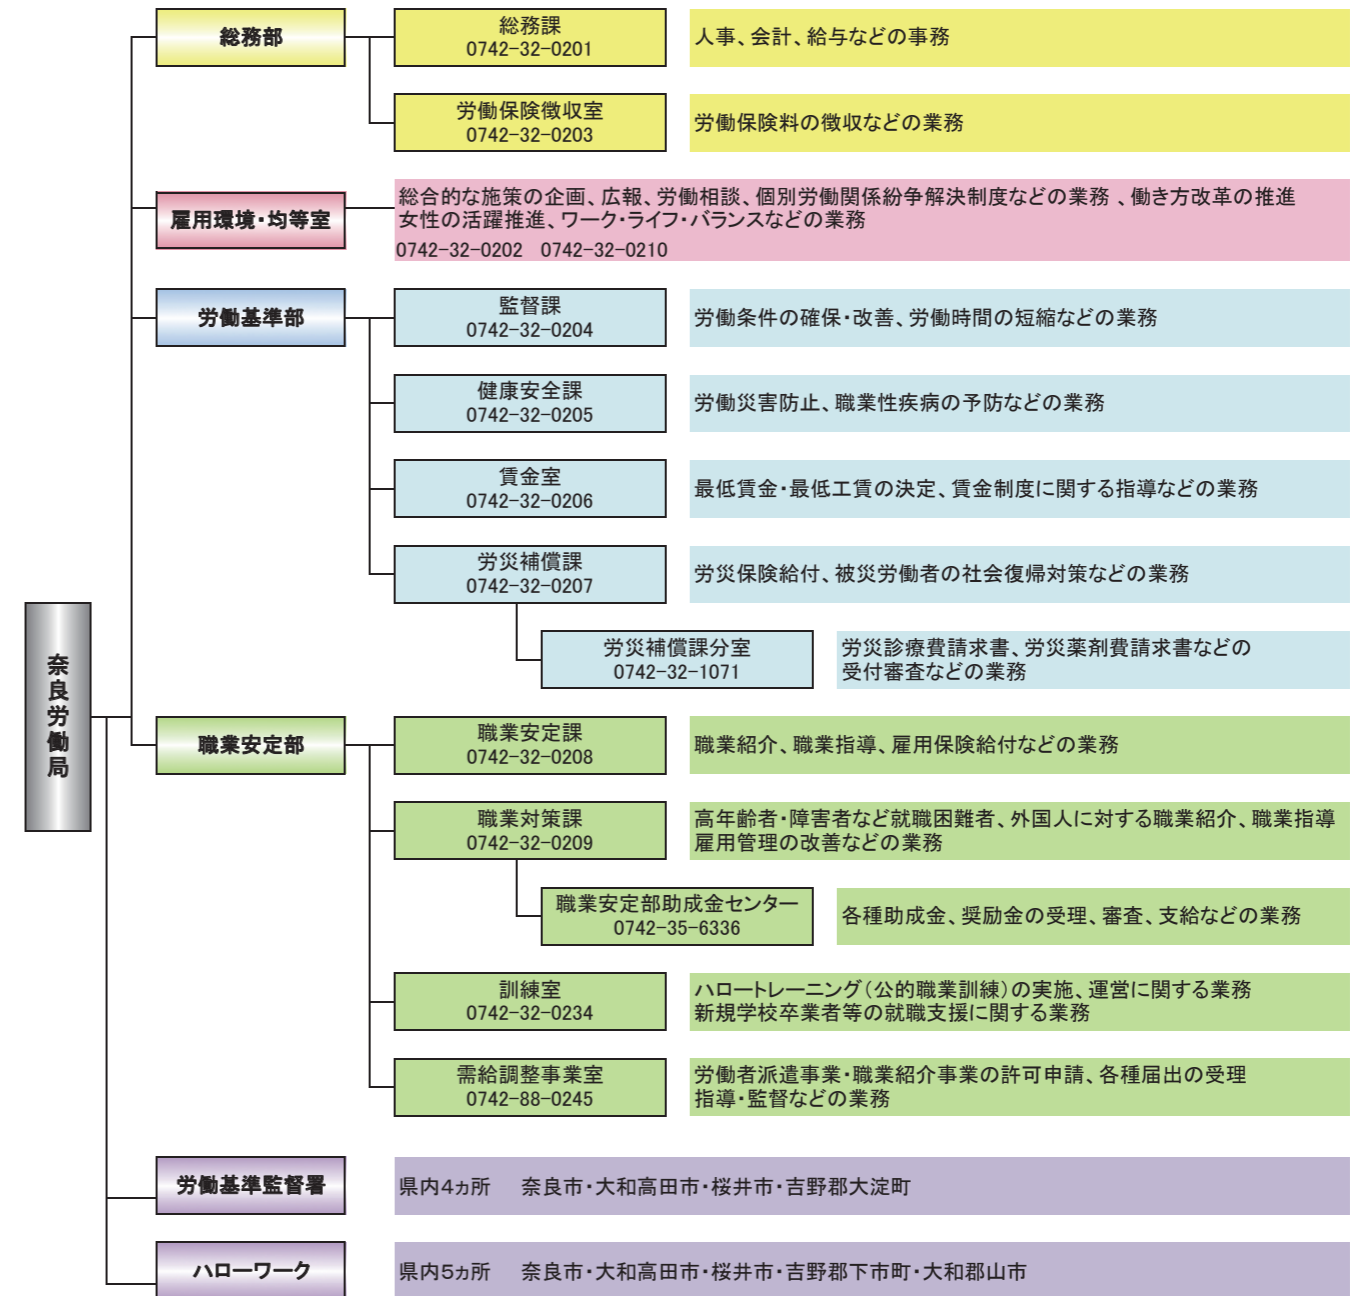 奈良労働局
総務部
総務課
0742-32-0201
人事、会計、給与などの事務
労働保険徴収室
0742-32-0203
労働保険料の徴収などの業務
雇用環境・均等室
総合的な施策の企画、広報、労働相談、個別労働関係紛争解決制度などの業務 、働き方改革の推進
女性の活躍推進、ワーク・ライフ・バランスなどの業務
0742-32-0202 0742-32-0210
労働基準部
監督課
0742-32-0204
労働条件の確保・改善、労働時間の短縮などの業務
健康安全課
0742-32-0205
労働災害防止、職業性疾病の予防などの業務
賃金室
0742-32-0206
最低賃金・最低工賃の決定、賃金制度に関する指導などの業務
労災補償課
0742-32-0207
労災保険給付、被災労働者の社会復帰対策などの業務
労災補償課分室
0742-32-1071
労災診療費請求書、労災薬剤費請求書などの
受付審査などの業務
職業安定部
職業安定課
0742-32-0208
職業紹介、職業指導、雇用保険給付などの業務
職業対策課
0742-32-0209
高年齢者・障害者など就職困難者、外国人に対する職業紹介、職業指導
雇用管理の改善などの業務
職業安定部助成金センター
0742-35-6336
各種助成金、奨励金の受理、審査、支給などの業務
訓練室
0742-32-0234
ハロートレーニング（公的職業訓練）の実施、運営に関する業務
新規学校卒業者等の就職支援に関する業務
需給調整事業室
0742-88-0245
労働者派遣事業・職業紹介事業の許可申請、各種届出の受理
指導・監督などの業務
労働基準監督署
県内４ヵ所 奈良市・大和高田市・桜井市・吉野郡大淀町
ハローワーク
県内５ヵ所 奈良市・大和高田市・桜井市・吉野郡下市町・大和郡山市